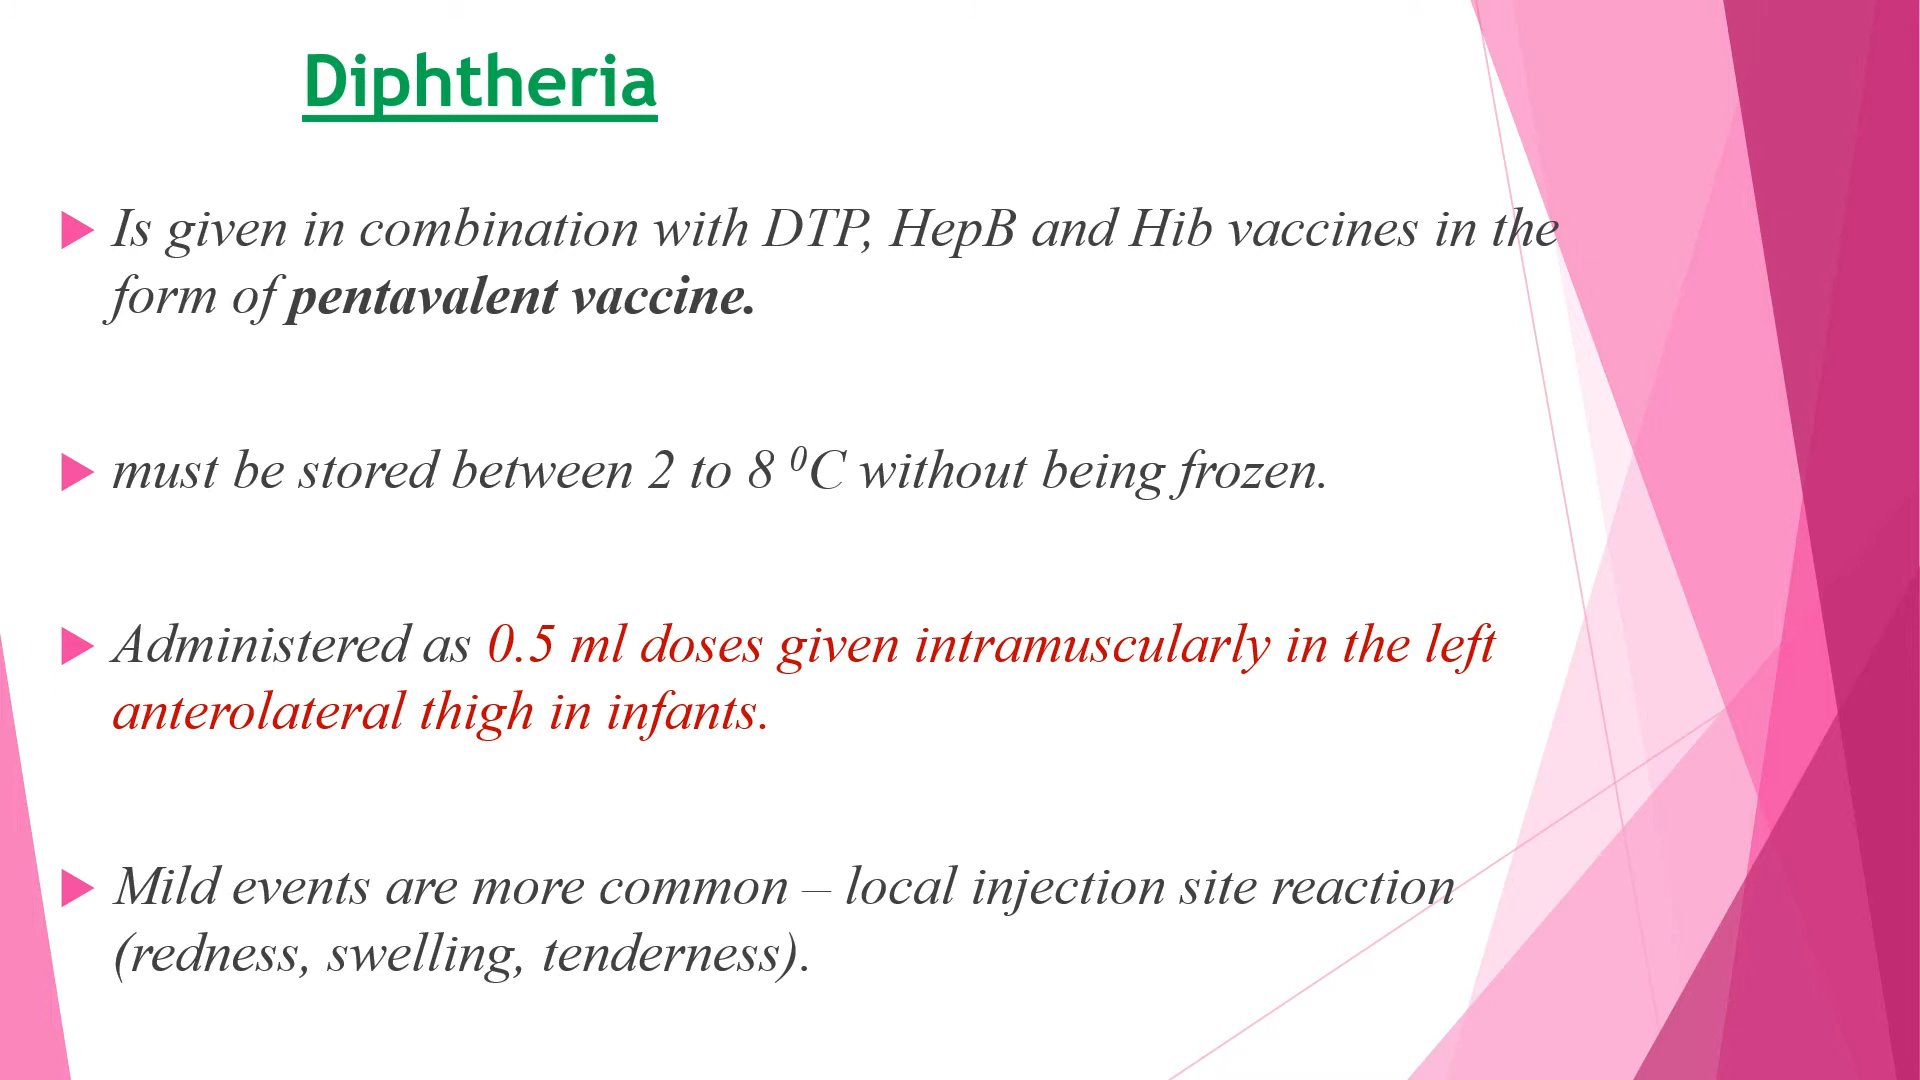 Diphtheria
Is given in combination with DTP, HepB and Hib vaccines in the
form of pentavalent vaccine.
must be stored between 2 to 8 ⁰C without being frozen.
Administered as 0.5 ml doses given intramuscularly in the left
anterolateral thigh in infants.
Mild events are more common – local injection site reaction
(redness, swelling, tenderness).